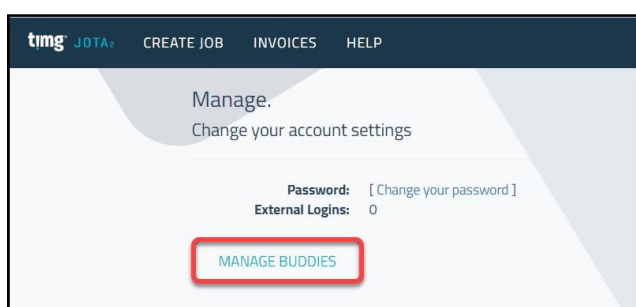 timg JOTA2 CREATE JOB INVOICES HELP
Manage.
Change your account settings
Password: [ Change your password ]
External Logins: 0
MANAGE BUDDIES